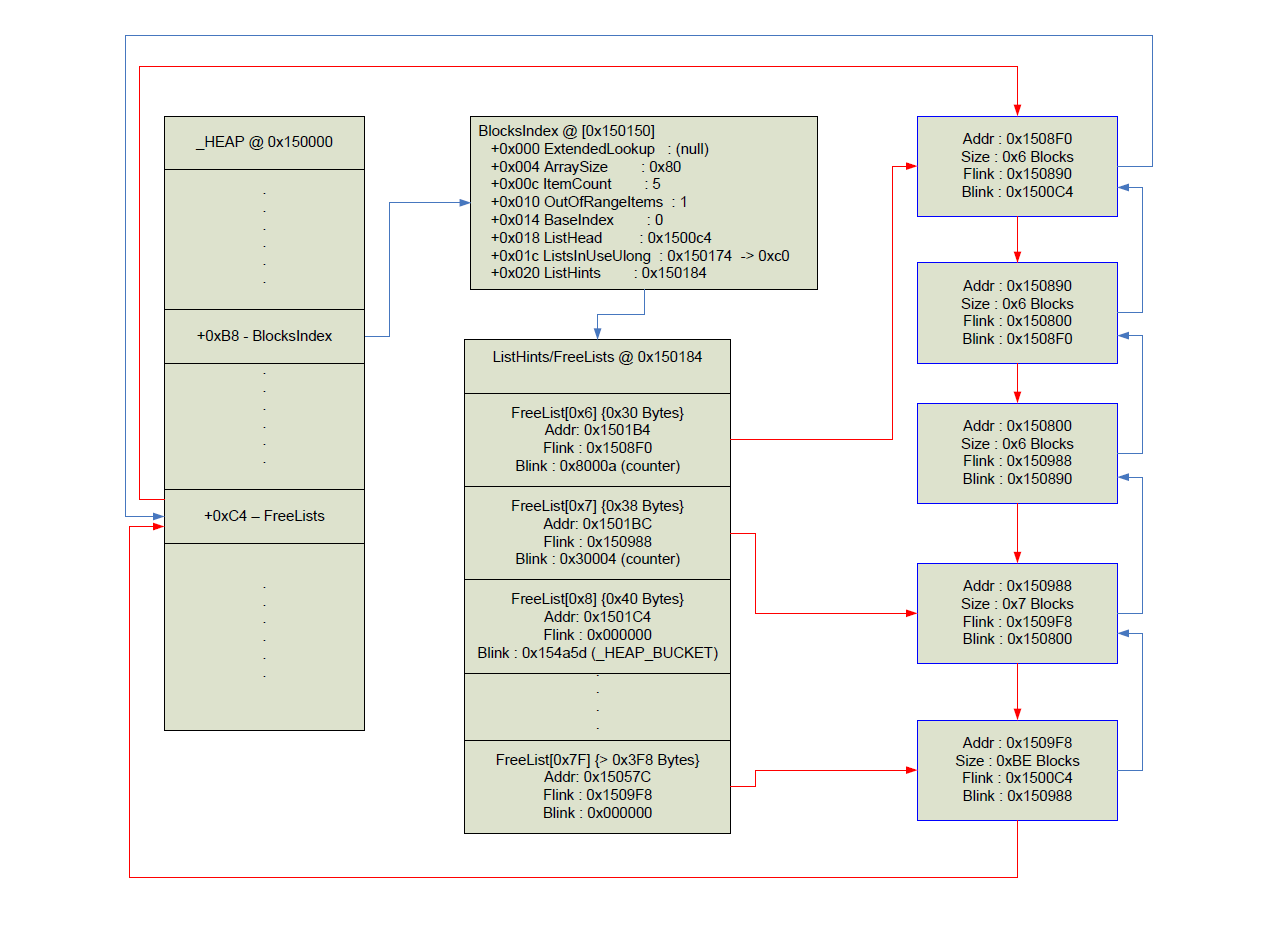 _HEAP @ 0x150000
+0xB8 - BlocksIndex
+0xC4 – FreeLists
BlocksIndex @ [0x150150]
+0x000 ExtendedLookup : (null)
+0x004 ArraySize : 0x80
+0x00c ItemCount : 5
+0x010 OutOfRangeItems : 1
+0x014 BaseIndex : 0
+0x018 ListHead : 0x1500c4
+0x01c ListsInUseUlong : 0x150174 -> 0xc0
+0x020 ListHints : 0x150184
ListHints/FreeLists @ 0x150184
FreeList[0x6] {0x30 Bytes}
Addr: 0x1501B4
Flink : 0x1508F0
Blink : 0x8000a (counter)
FreeList[0x7] {0x38 Bytes}
Addr: 0x1501BC
Flink : 0x150988
Blink : 0x30004 (counter)
FreeList[0x8] {0x40 Bytes}
Addr: 0x1501C4
Flink : 0x000000
Blink : 0x154a5d (_HEAP_BUCKET)
FreeList[0x7F] {> 0x3F8 Bytes}
Addr: 0x15057C
Flink : 0x1509F8
Blink : 0x000000
Addr : 0x1508F0
Size : 0x6 Blocks
Flink : 0x150890
Blink : 0x1500C4
Addr : 0x150890
Size : 0x6 Blocks
Flink : 0x150800
Blink : 0x1508F0
Addr : 0x150800
Size : 0x6 Blocks
Flink : 0x150988
Blink : 0x150890
Addr : 0x150988
Size : 0x7 Blocks
Flink : 0x1509F8
Blink : 0x150800
Addr : 0x1509F8
Size : 0xBE Blocks
Flink : 0x1500C4
Blink : 0x150988